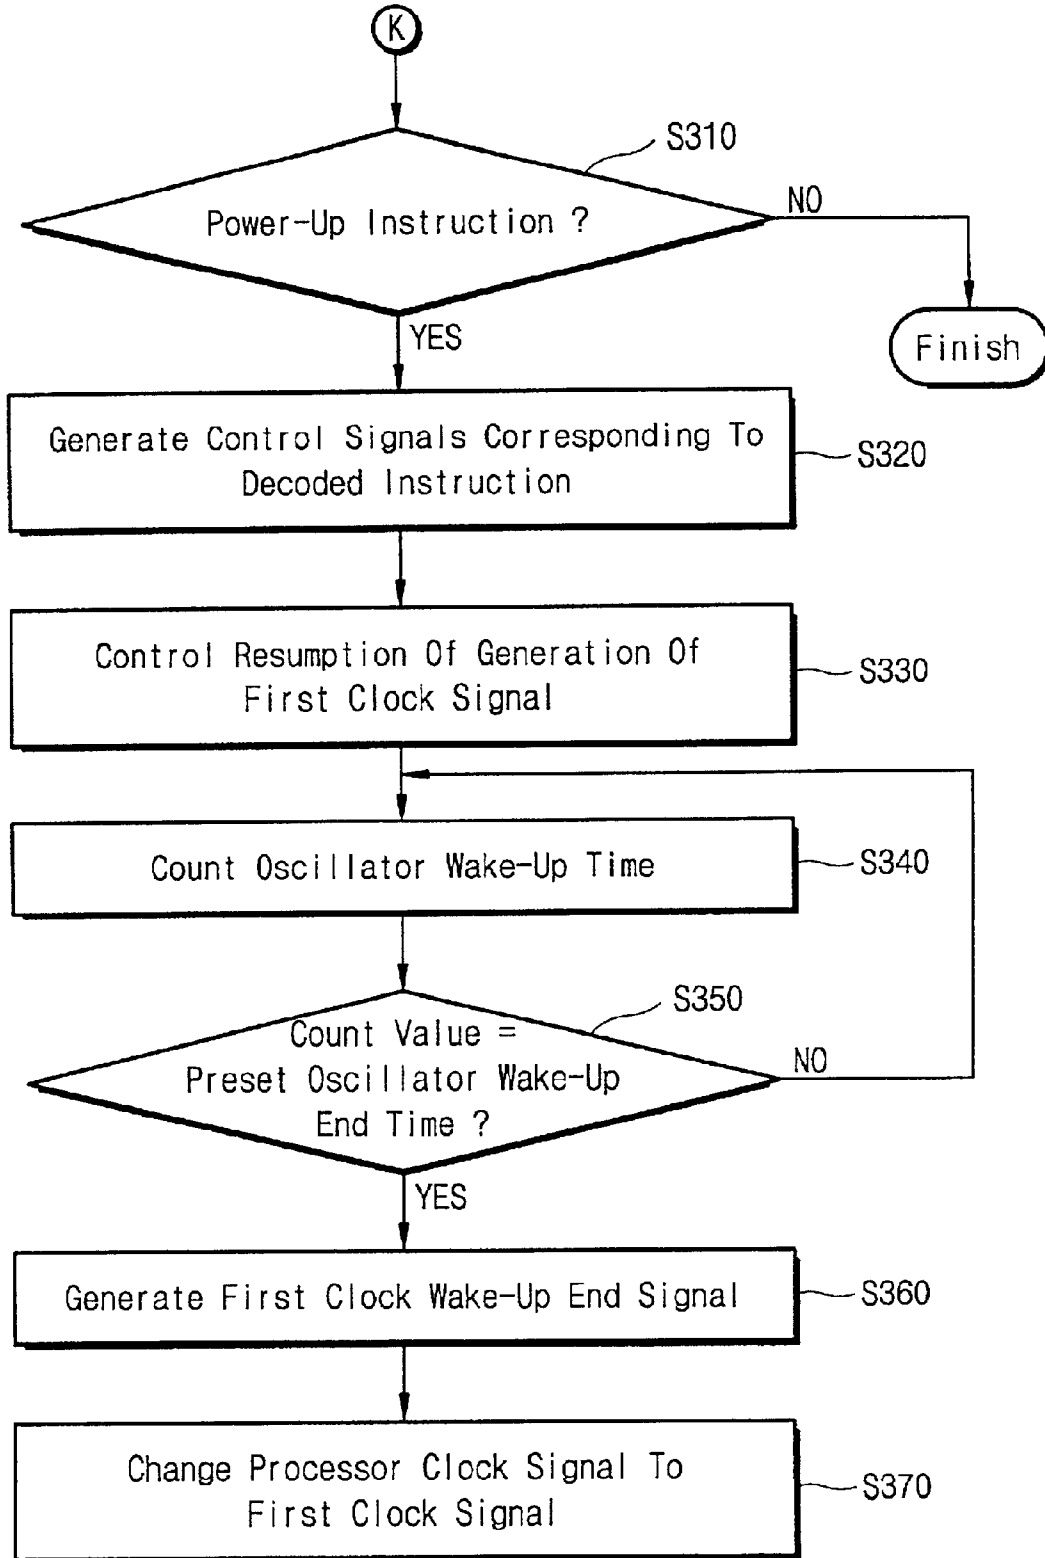 K
S310
Power-Up Instruction ?
NO
YES
Finish
Generate Control Signals Corresponding To
Decoded Instruction
S320
Control Resumption Of Generation Of
First Clock Signal
S330
Count Oscillator Wake-Up Time
S340
S350
Count Value =
Preset Oscillator Wake-Up
End Time ?
NO
YES
Generate First Clock Wake-Up End Signal
S360
Change Processor Clock Signal To
First Clock Signal
S370